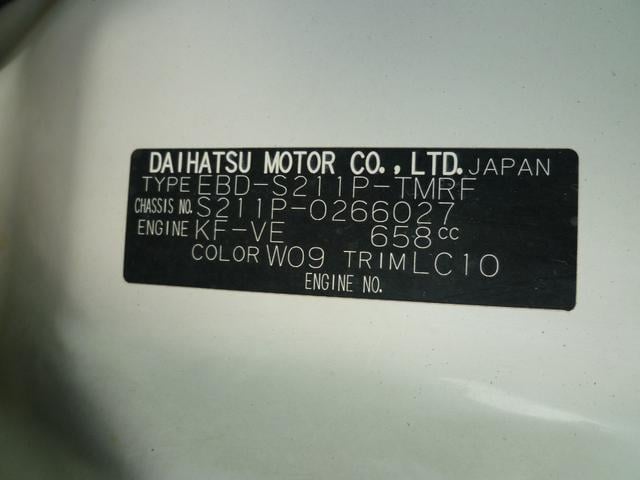 DAIHATSU MOTOR CO., LTD. JAPAN
TYPE EBD-S211P-TMRF
CHASSIS NO. S211P-0266027
ENGINE KF-VE 658cc
COLOR W09 TRIM LC10
ENGINE NO.